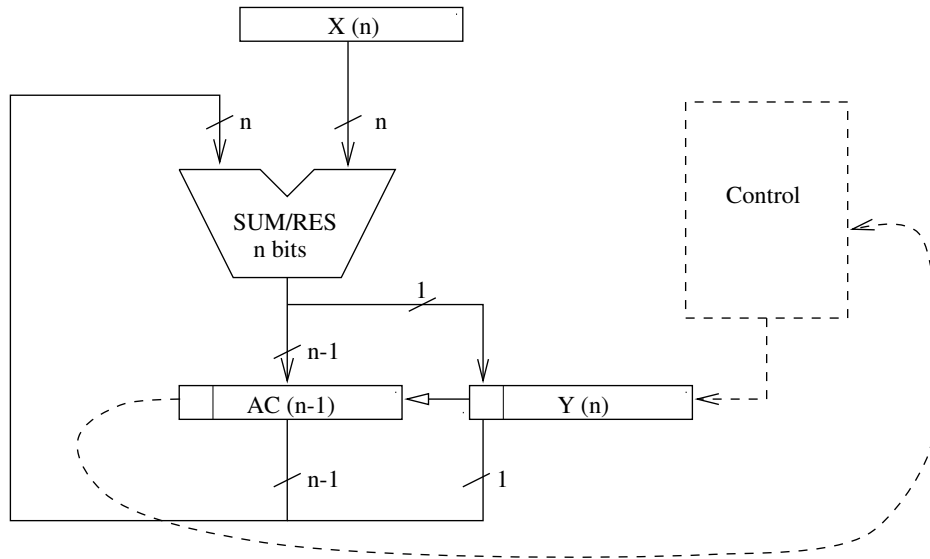 X (n)
n
n
Control
SUM/RES
n bits
1
n-1
AC (n-1)
Y (n)
n-1
1